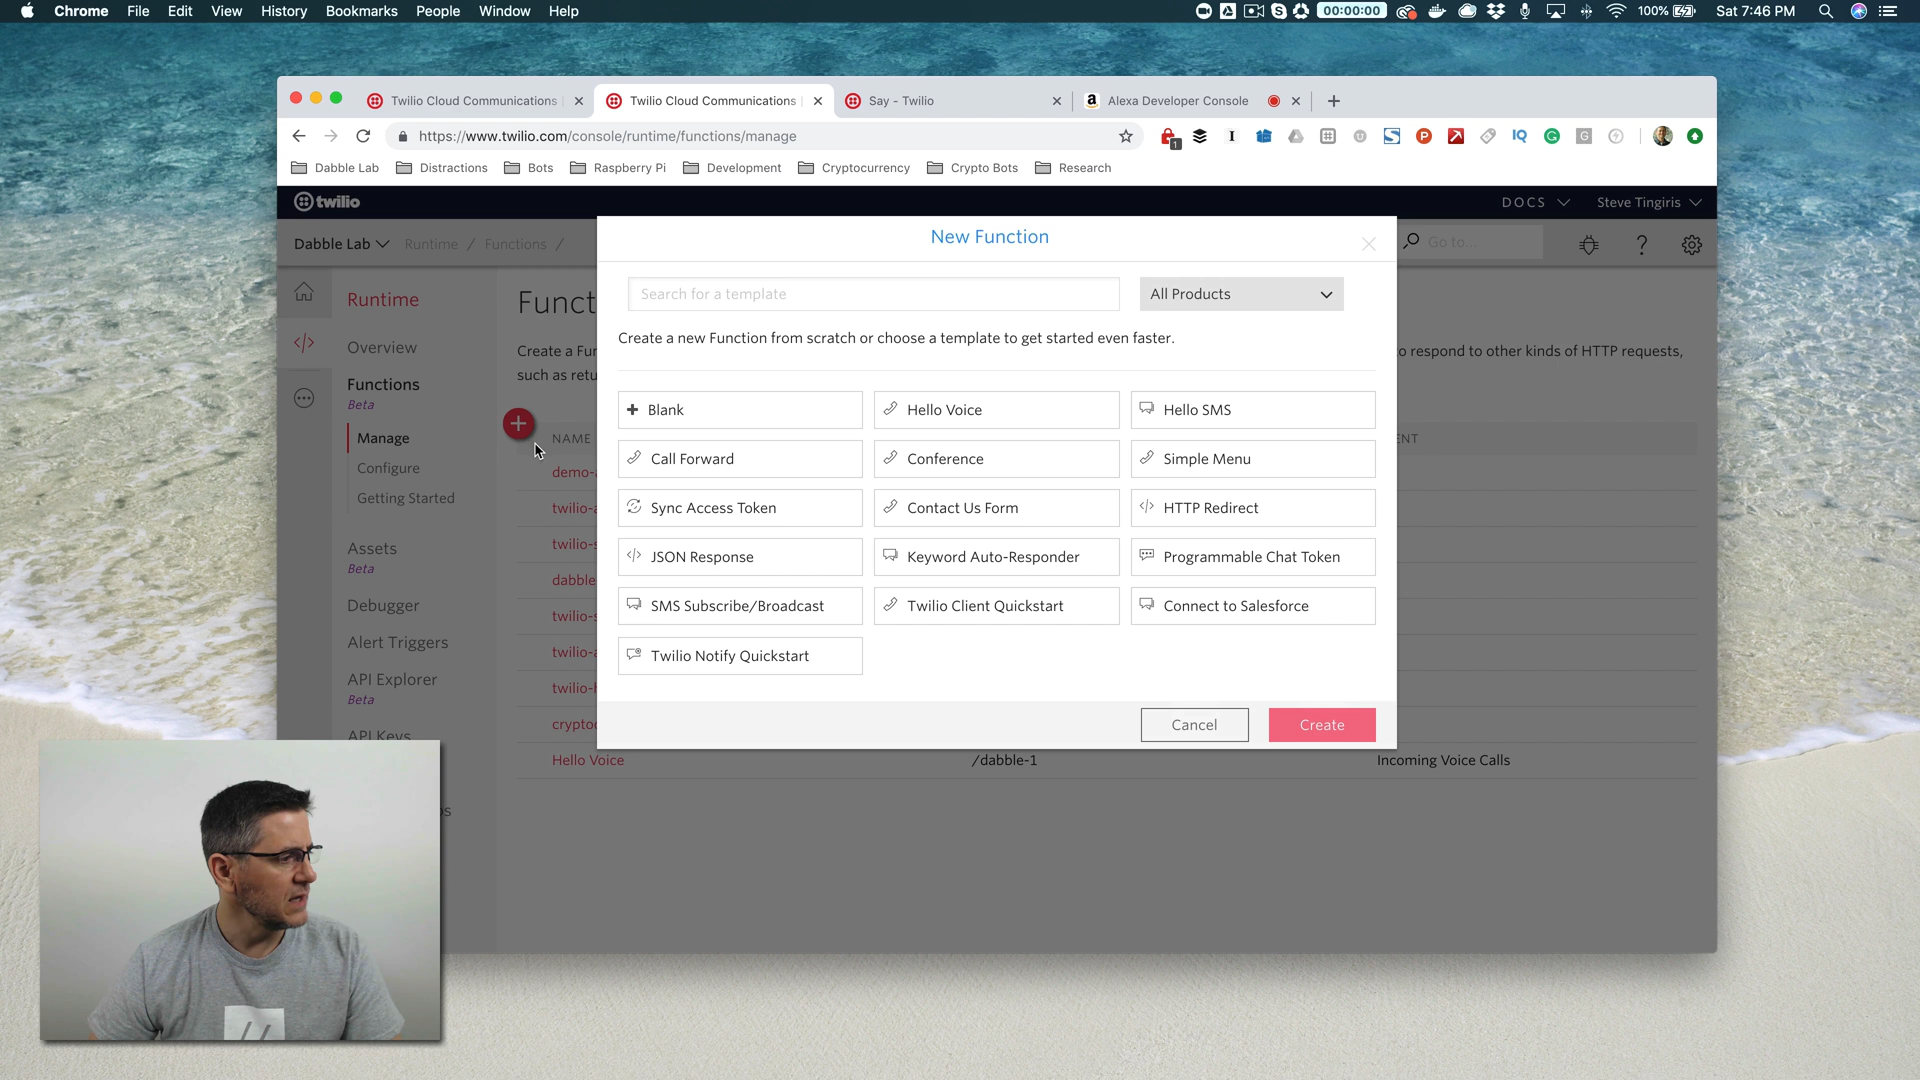 Chrome File Edit View History Bookmarks People Window Help 00:00:00 100% Sat 7:46 PM
Twilio Cloud Communications Twilio Cloud Communications Say - Twilio Alexa Developer Console
https://www.twilio.com/console/runtime/functions/manage
Dabble Lab Distractions Bots Raspberry Pi Development Cryptocurrency Crypto Bots Research
twilio DOCS Steve Tingiris
Dabble Lab Runtime / Functions / Go to...
New Function
Search for a template All Products
Create a new Function from scratch or choose a template to get started even faster.
Blank Hello Voice Hello SMS
Call Forward Conference Simple Menu
Sync Access Token Contact Us Form HTTP Redirect
JSON Response Keyword Auto-Responder Programmable Chat Token
SMS Subscribe/Broadcast Twilio Client Quickstart Connect to Salesforce
Twilio Notify Quickstart
Cancel Create
Runtime
Overview
Functions
Beta
Manage
Configure
Getting Started
Assets
Beta
Debugger
Alert Triggers
API Explorer
Beta
API Keys
Funct
Create a Fur
o respond to other kinds of HTTP requests,
such as retu
NAME ENT
demo-
twilio-
twilio-s
dabble
twilio-s
twilio-a
twilio-
crypto
Hello Voice /dabble-1 Incoming Voice Calls
//